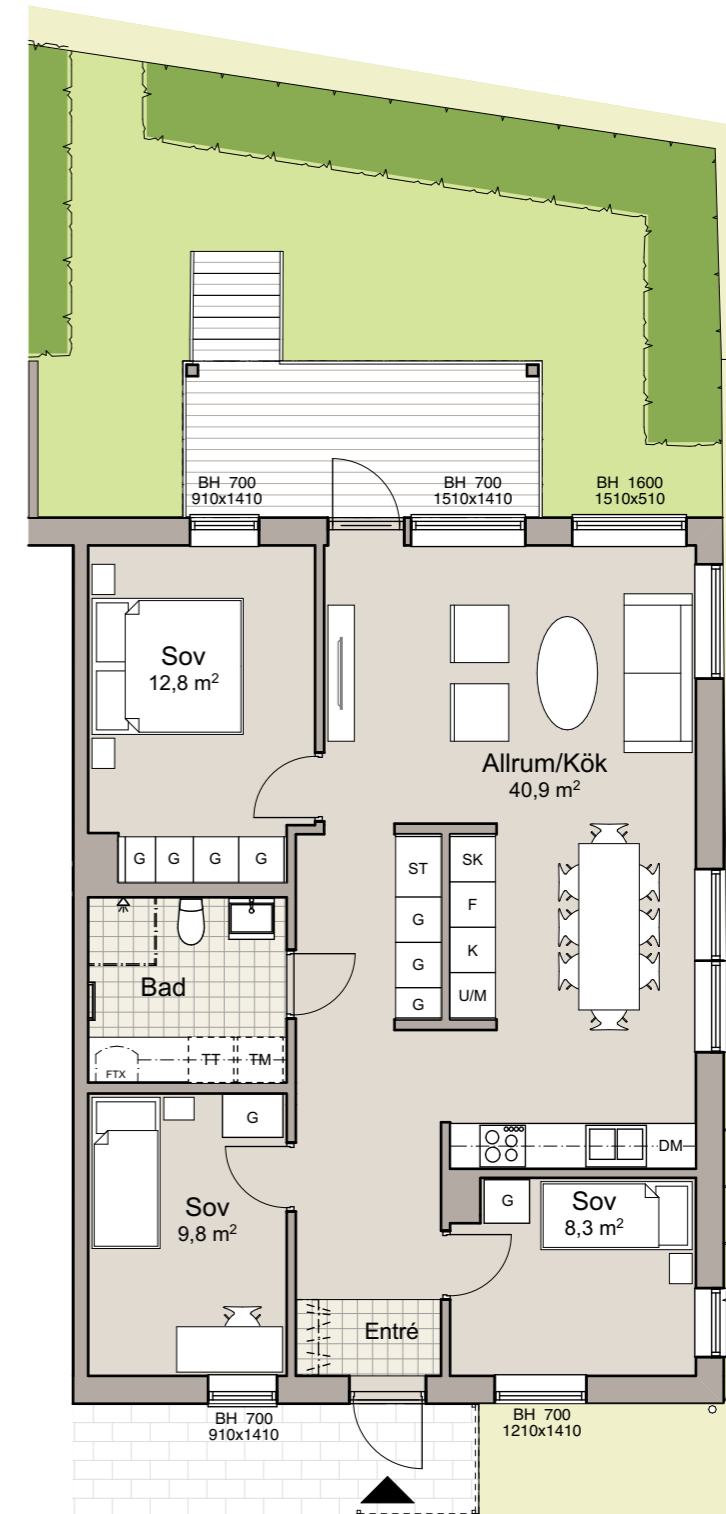 BH 700
910x1410
BH 700
1510x1410
BH 1600
1510x510
Sov
12,8 m²
Allrum/Kök
40,9 m²
G
G
G
G
ST
G
G
G
SK
F
K
U/M
Bad
FTX
TT
TM
G
Sov
9,8 m²
DM
G
Sov
8,3 m²
Entré
BH 700
910x1410
BH 700
1210x1410